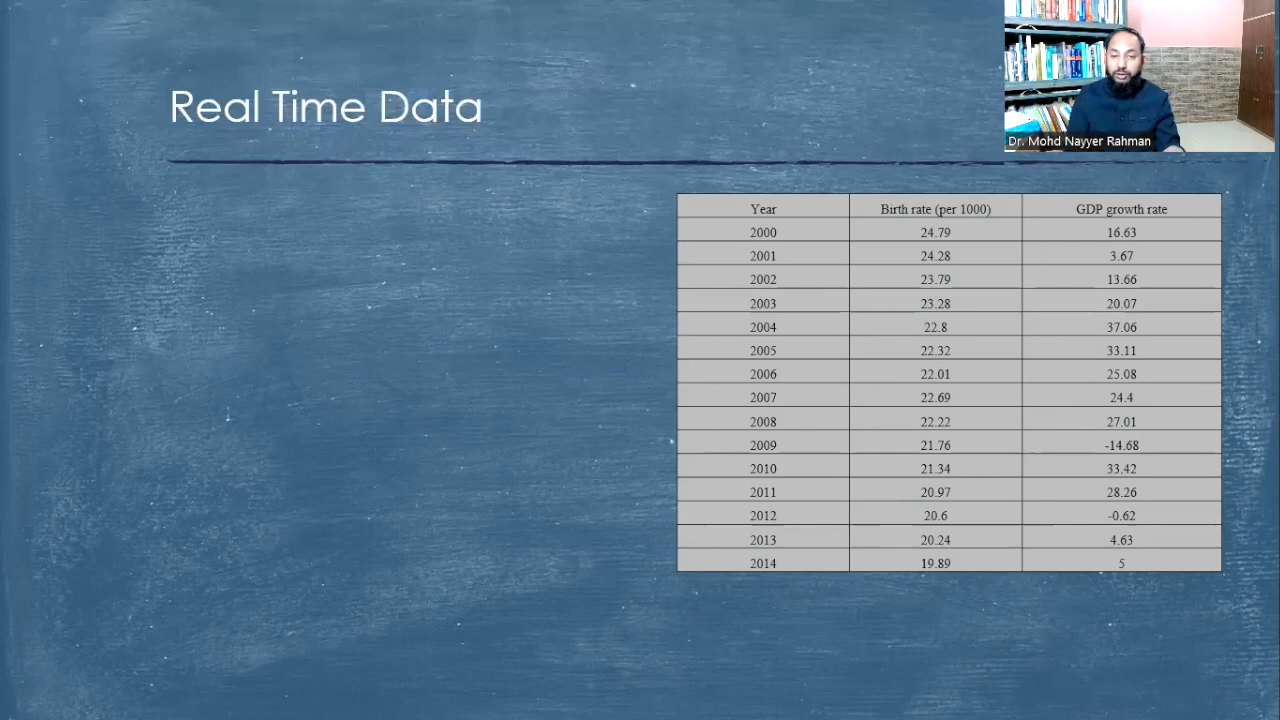 Real Time Data
Dr. Mohd Nayyer Rahman
Year Birth rate (per 1000) GDP growth rate
2000 24.79 16.63
2001 24.28 3.67
2002 23.79 13.66
2003 23.28 20.07
2004 22.8 37.06
2005 22.32 33.11
2006 22.01 25.08
2007 22.69 24.4
2008 22.22 27.01
2009 21.76 -14.68
2010 21.34 33.42
2011 20.97 28.26
2012 20.6 -0.62
2013 20.24 4.63
2014 19.89 5